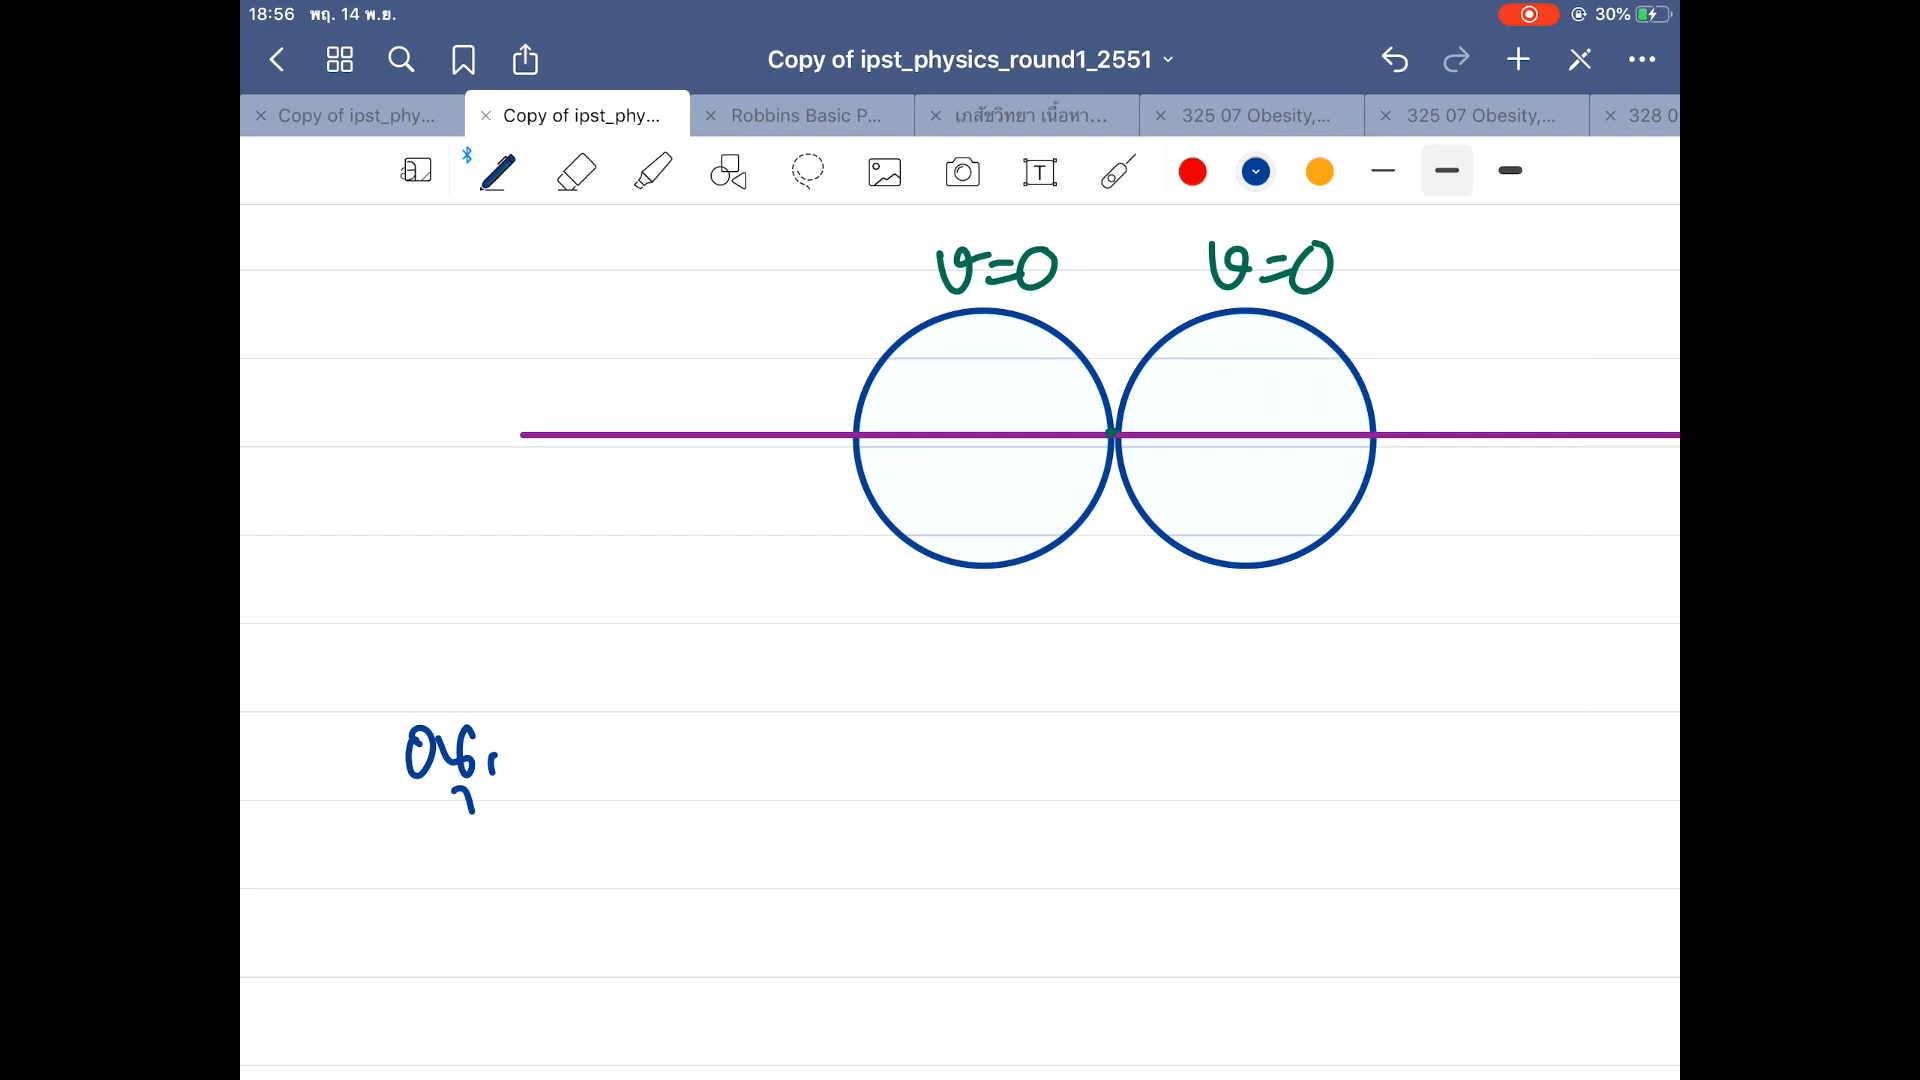 18:56 พฤ. 14 พ.ย. 30%
Copy of ipst_physics_round1_2551
Copy of ipst_phy... Copy of ipst_phy... Robbins Basic P... เภสัชวิทยา เนื้อหา... 325 07 Obesity,... 325 07 Obesity,... 328 0
v=0 v=0